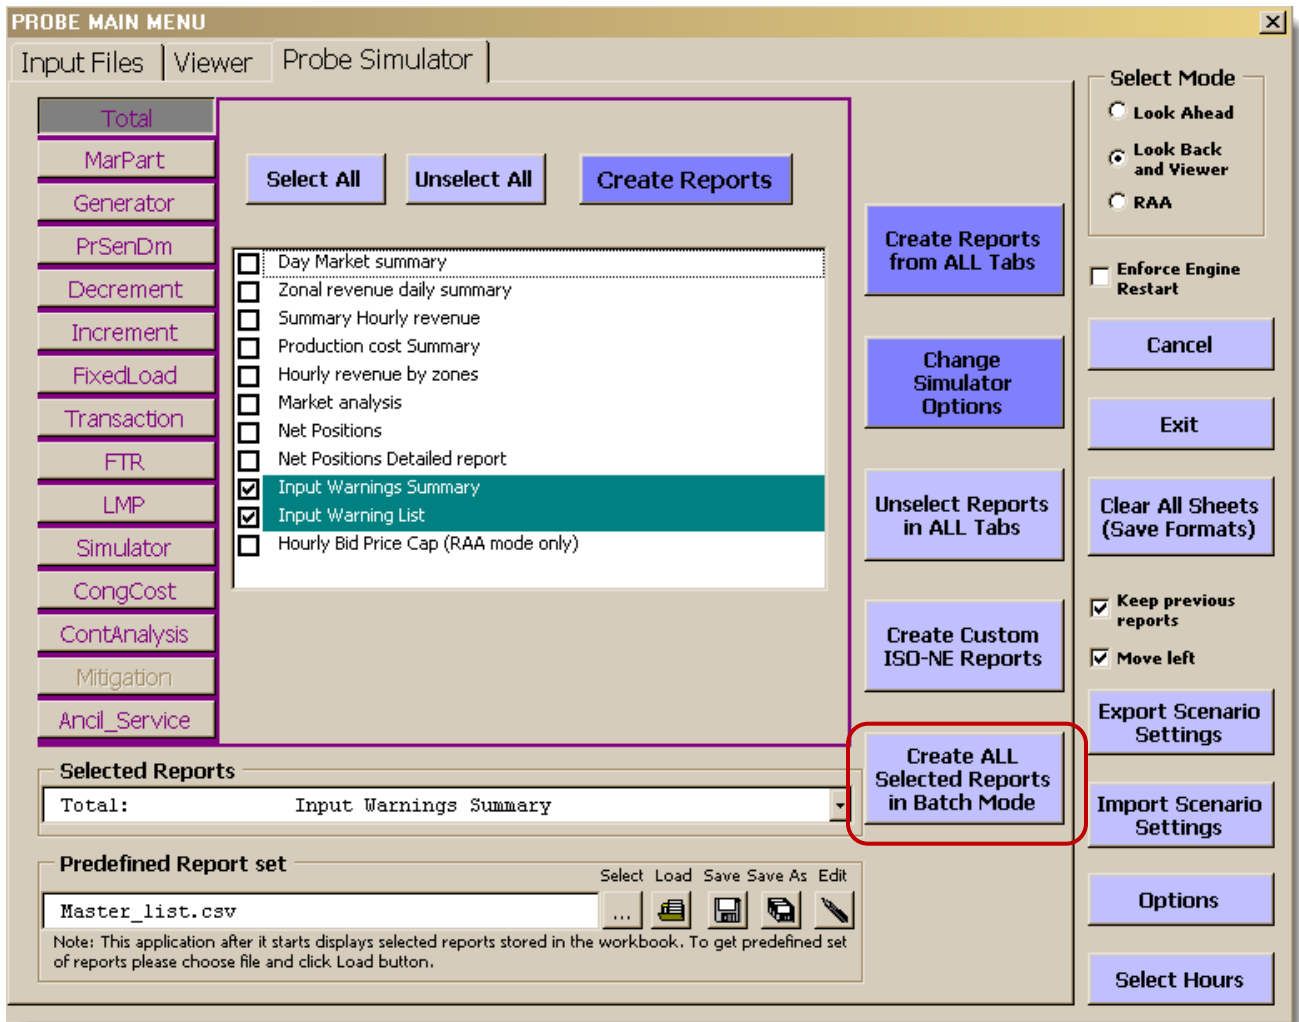 PROBE MAIN MENU
Input Files
Viewer
Probe Simulator
Total
MarPart
Generator
PrSenDm
Decrement
Increment
FixedLoad
Transaction
FTR
LMP
Simulator
CongCost
ContAnalysis
Mitigation
Ancil_Service
Select All
Unselect All
Create Reports
Day Market summary
Zonal revenue daily summary
Summary Hourly revenue
Production cost Summary
Hourly revenue by zones
Market analysis
Net Positions
Net Positions Detailed report
Input Warnings Summary
Input Warning List
Hourly Bid Price Cap (RAA mode only)
Create Reports
from ALL Tabs
Change
Simulator
Options
Unselect Reports
in ALL Tabs
Create Custom
ISO-NE Reports
Create ALL
Selected Reports
in Batch Mode
Selected Reports
Total: Input Warnings Summary
Predefined Report set
Select Load Save Save As Edit
Master_list.csv
...
Note: This application after it starts displays selected reports stored in the workbook. To get predefined set
of reports please choose file and click Load button.
Select Mode
Look Ahead
Look Back
and Viewer
RAA
Enforce Engine
Restart
Cancel
Exit
Clear All Sheets
(Save Formats)
Keep previous
reports
Move left
Export Scenario
Settings
Import Scenario
Settings
Options
Select Hours